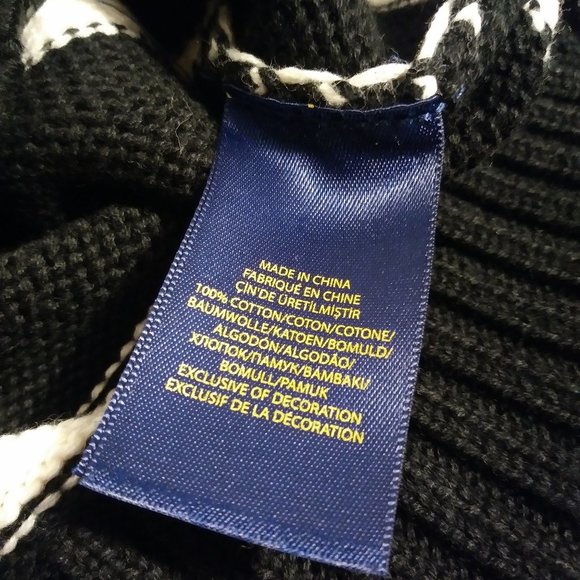 MADE IN CHINA
FABRIQUÉ EN CHINE
ÇİN'DE ÜRETİLMİŞTİR
100% COTTON/COTON/COTONE/
BAUMWOLLE/KATOEN/BOMULD/
ALGODÓN/ALGODÃO/
ХЛОПОК/ПАМУК/ΒΑΜΒΑΚΙ/
BOMULL/PAMUK
EXCLUSIVE OF DECORATION
EXCLUSIF DE LA DÉCORATION